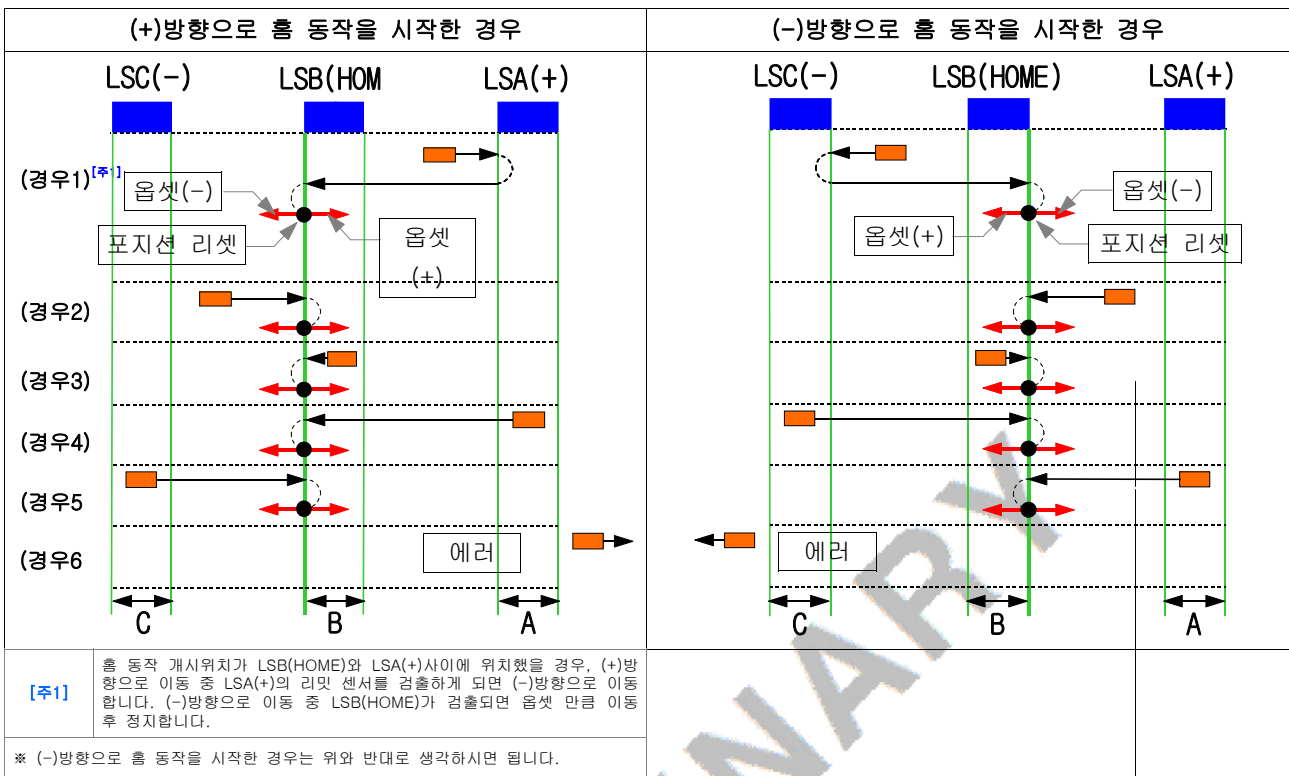 (+)방향으로 홈 동작을 시작한 경우
(-)방향으로 홈 동작을 시작한 경우
LSC(-)
LSB(HOM
LSA(+)
LSC(-)
LSB(HOME)
LSA(+)
(경우1)[주1]
옵셋(-)
포지션 리셋
옵셋
(+)
옵셋(-)
옵셋(+)
포지션 리셋
(경우2)
(경우3)
(경우4)
(경우5
(경우6
에러
에러
C
B
A
C
B
A
[주1]
홈 동작 개시위치가 LSB(HOME)와 LSA(+)사이에 위치했을 경우, (+)방
향으로 이동 중 LSA(+)의 리밋 센서를 검출하게 되면 (-)방향으로 이동
합니다. (-)방향으로 이동 중 LSB(HOME)가 검출되면 옵셋 만큼 이동
후 정지합니다.
※ (-)방향으로 홈 동작을 시작한 경우는 위와 반대로 생각하시면 됩니다.
INARY